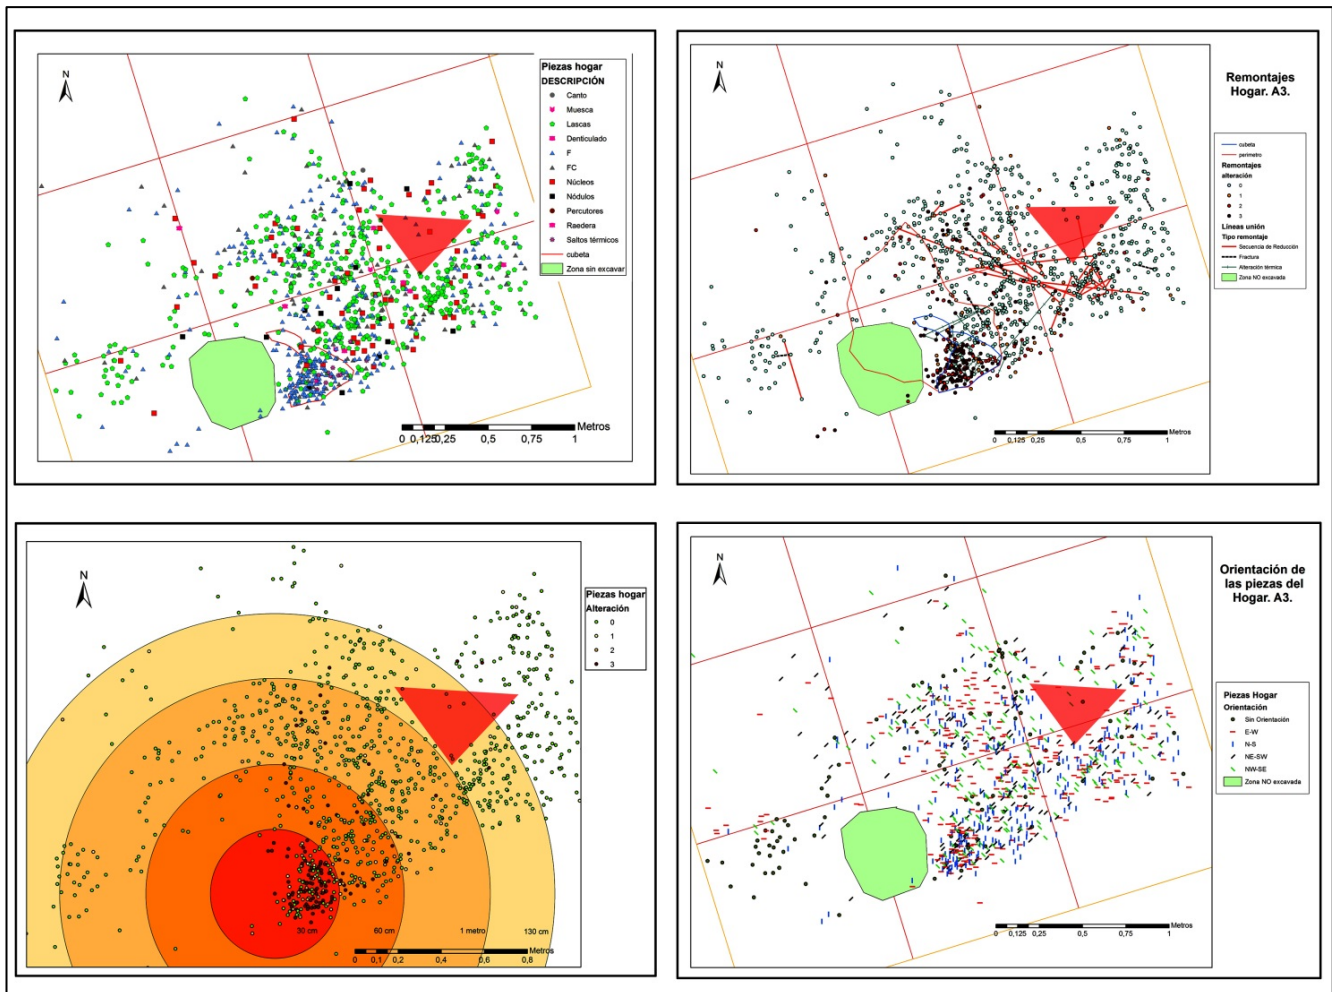 N
Piezas hogar
DESCRIPCIÓN
Canto
Muesca
Lascas
Denticulado
F
FC
Núcleos
Nódulos
Percutores
Raedera
Saltos térmicos
cubeta
Zona sin excavar
Metros
0 0,125 0,25 0,5 0,75 1
N
Remontajes
Hogar. A3.
cubeta
perimetro
Remontajes
alteración
0
1
2
3
Líneas unión
Tipo remontaje
Secuencia de Reducción
Fractura
Alteración térmica
Zona NO excavada
Metros
0 0,125 0,25 0,5 0,75 1
N
Piezas hogar
Alteración
0
1
2
3
30 cm 60 cm 1 metro 130 cm
Metros
0 0,1 0,2 0,4 0,6 0,8
N
Orientación de
las piezas del
Hogar. A3.
Piezas Hogar
Orientación
Sin Orientación
E-W
N-S
NE-SW
NW-SE
Zona NO excavada
Metros
0 0,125 0,25 0,5 0,75 1